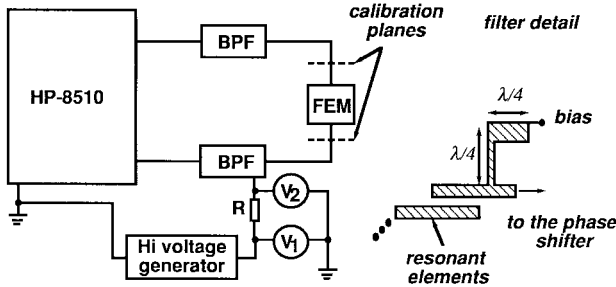 calibration
planes
filter detail
BPF
HP-8510
FEM
λ/4
bias
λ/4
BPF
R
V2
V1
to the phase
shifter
Hi voltage
generator
resonant
elements